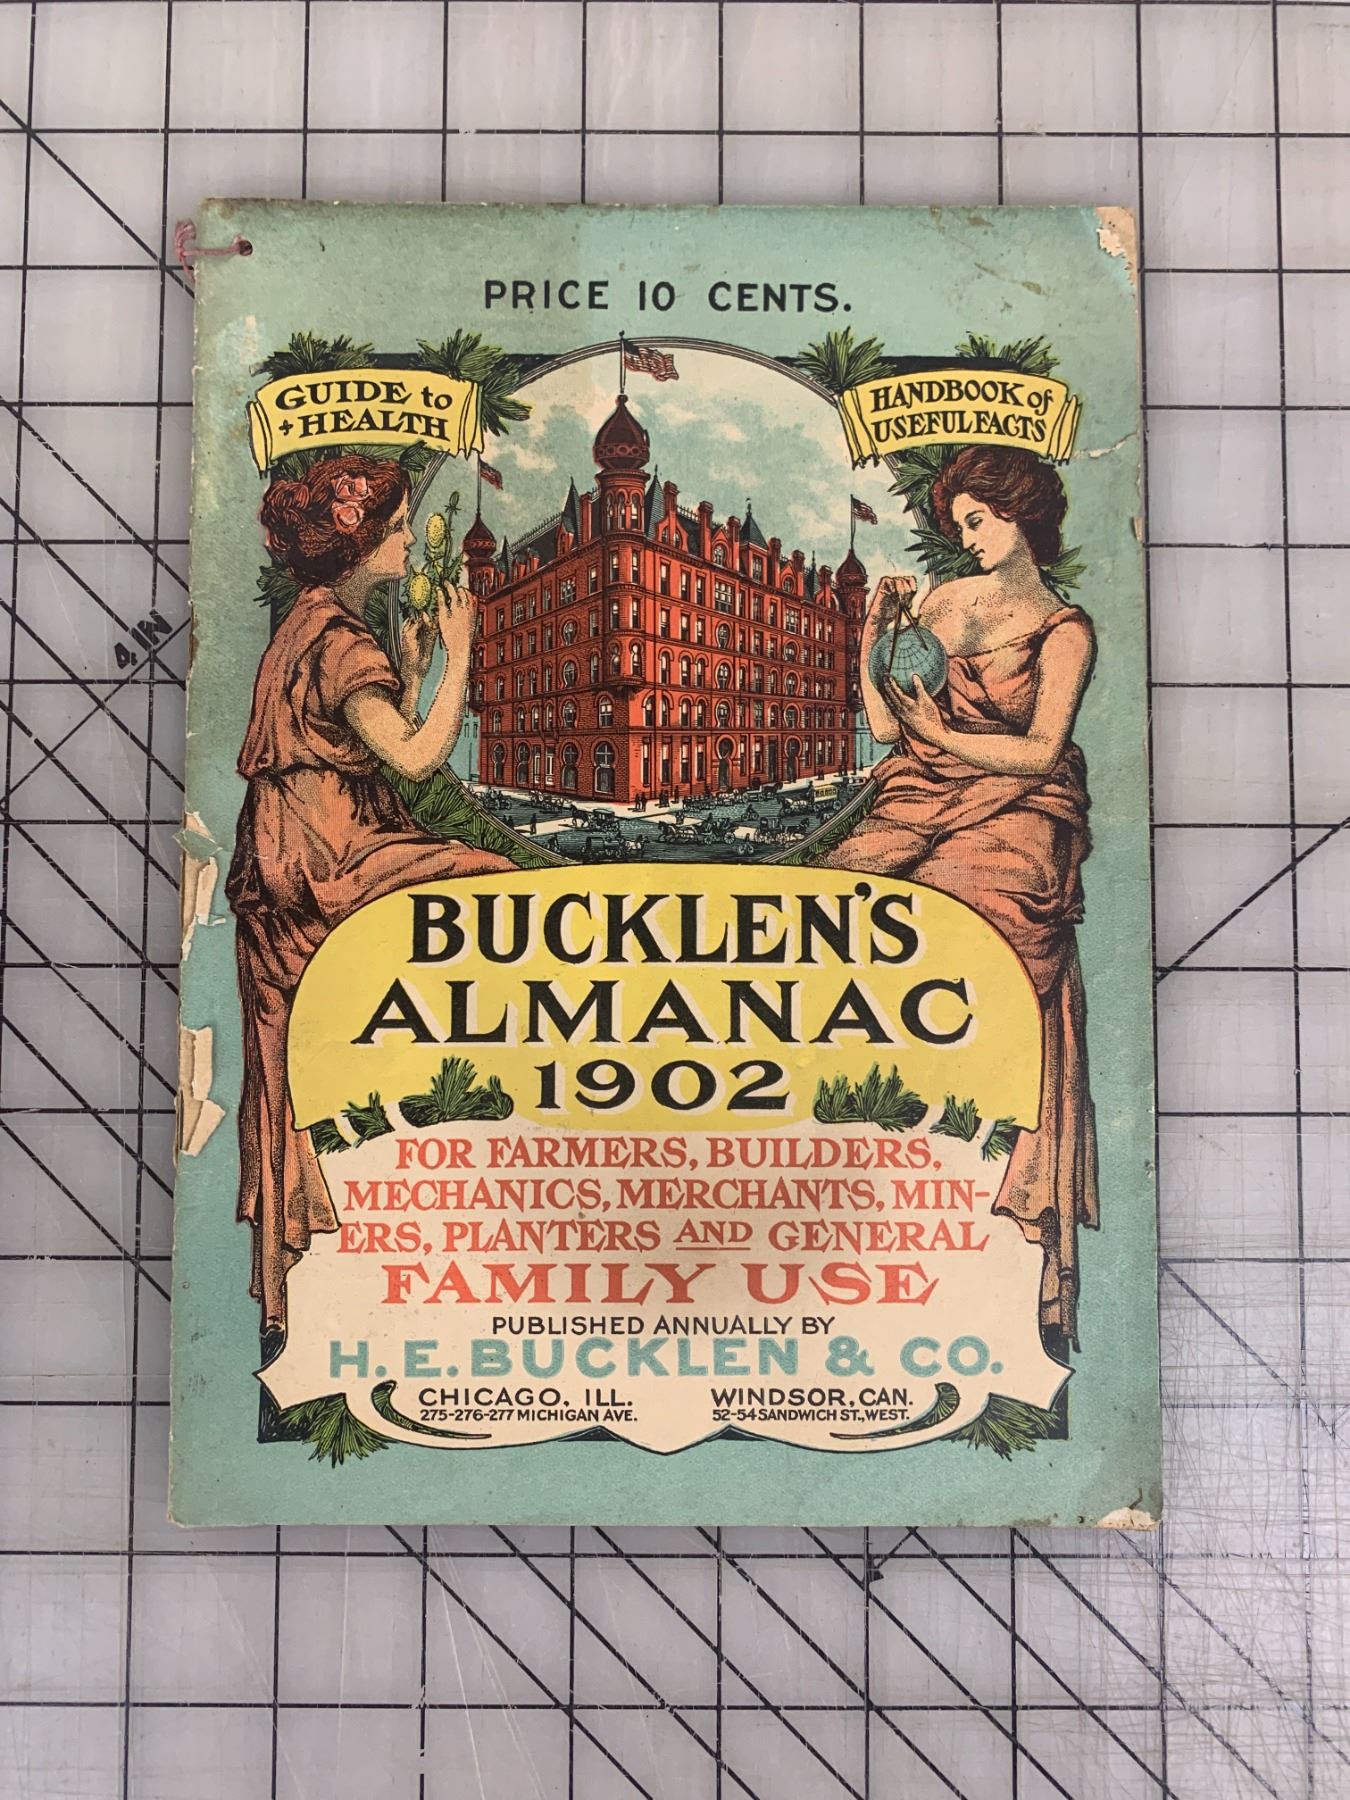 PRICE 10 CENTS.
GUIDE to
+ HEALTH
HANDBOOK of
USEFUL FACTS
BUCKLEN'S
ALMANAC
1902
FOR FARMERS, BUILDERS,
MECHANICS, MERCHANTS, MIN-
ERS, PLANTERS AND GENERAL
FAMILY USE
PUBLISHED ANNUALLY BY
H. E. BUCKLEN & CO.
CHICAGO, ILL.
275-276-277 MICHIGAN AVE.
WINDSOR, CAN.
52-54 SANDWICH ST., WEST.